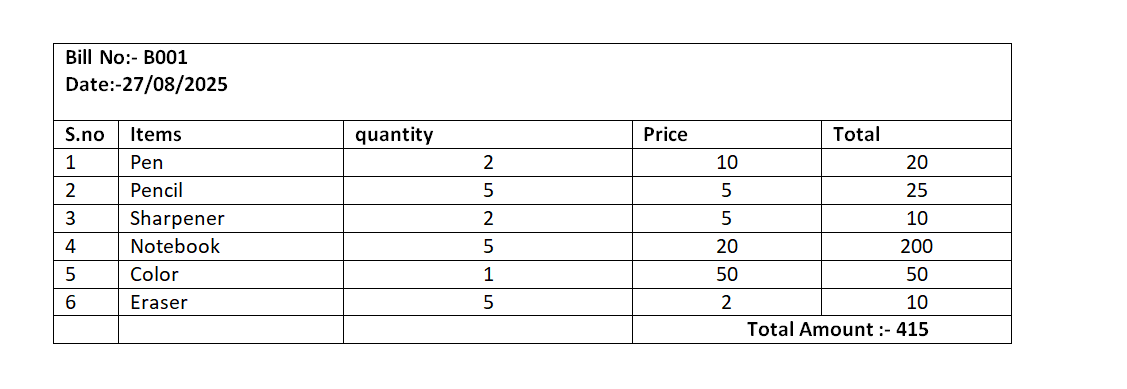 Bill No:- B001
Date:-27/08/2025
S.no Items quantity Price Total
1 Pen 2 10 20
2 Pencil 5 5 25
3 Sharpener 2 5 10
4 Notebook 5 20 200
5 Color 1 50 50
6 Eraser 5 2 10
Total Amount :- 415